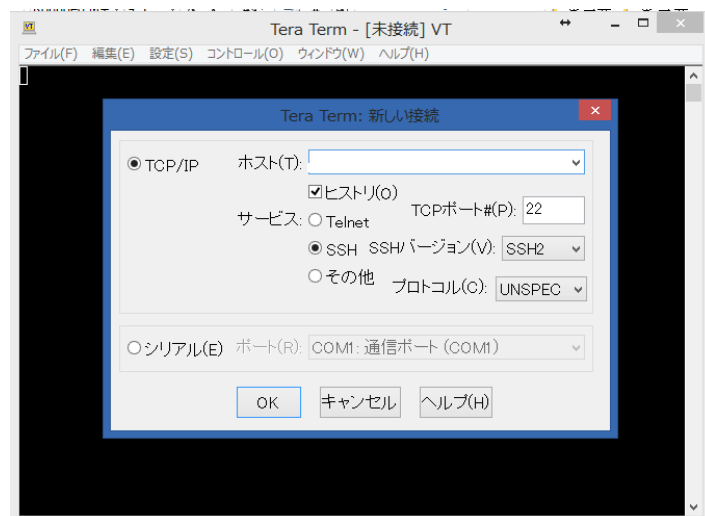 Tera Term - [未接続] VT
ファイル(F) 編集(E) 設定(S) コントロール(O) ウィンドウ(W) ヘルプ(H)
Tera Term: 新しい接続
TCP/IP ホスト(T):
ヒストリ(O)
サービス: Telnet TCPポート#(P): 22
SSH SSHバージョン(V): SSH2
その他 プロトコル(C): UNSPEC
シリアル(E) ポート(R): COM1: 通信ポート (COM1)
OK キャンセル ヘルプ(H)